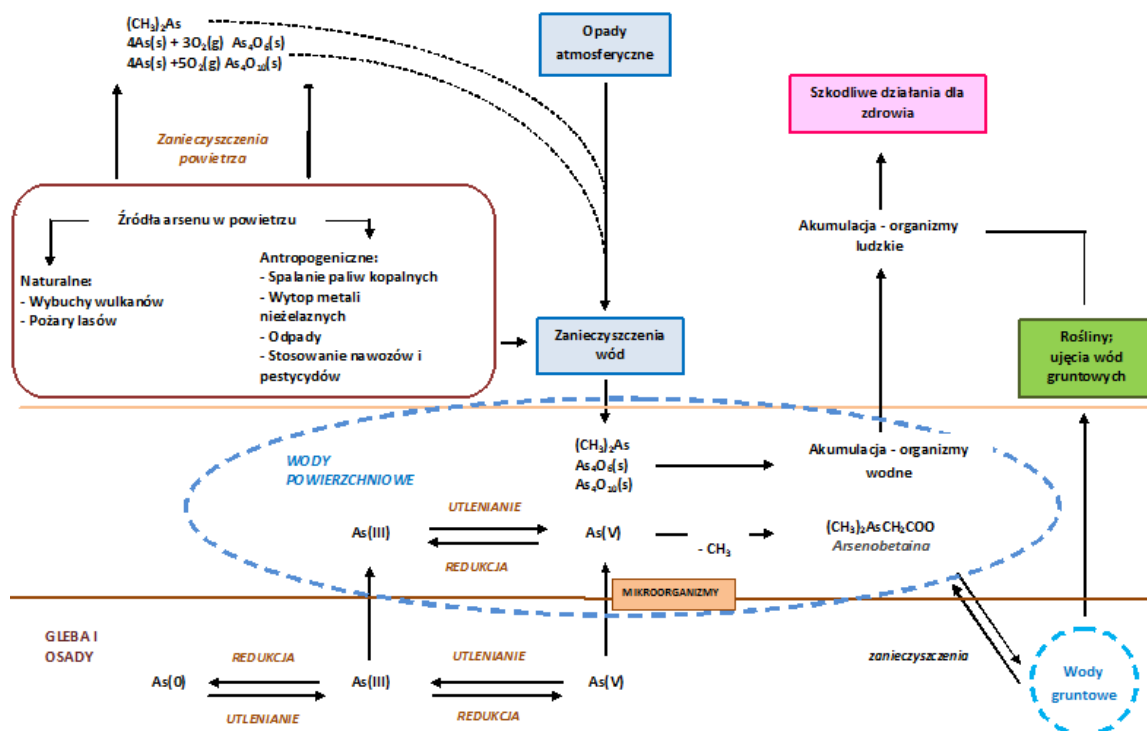 (CH₃)₂As
4As(s) + 3O₂(g) As₄O₆(s)
4As(s) +5O₂(g) As₄O₁₀(s)
Opady
atmosferyczne
Szkodliwe działania dla
zdrowia
Zanieczyszczenia
powietrza
Źródła arsenu w powietrzu
Naturalne:
- Wybuchy wulkanów
- Pożary lasów
Antropogeniczne:
- Spalanie paliw kopalnych
- Wytop metali
nieżelaznych
- Odpady
- Stosowanie nawozów i
pestycydów
Akumulacja - organizmy
ludzkie
Zanieczyszczenia
wód
Rośliny;
ujęcia wód
gruntowych
WODY
POWIERZCHNIOWE
(CH₃)₂As
As₄O₆(s)
As₄O₁₀(s)
Akumulacja - organizmy
wodne
UTLENIANIE
As(III)
As(V)
- CH₃
(CH₃)₂AsCH₂COO
Arsenobetaina
REDUKCJA
MIKROORGANIZMY
GLEBA I
OSADY
REDUKCJA
UTLENIANIE
As(0)
As(III)
As(V)
UTLENIANIE
REDUKCJA
zanieczyszczenia
Wody
gruntowe